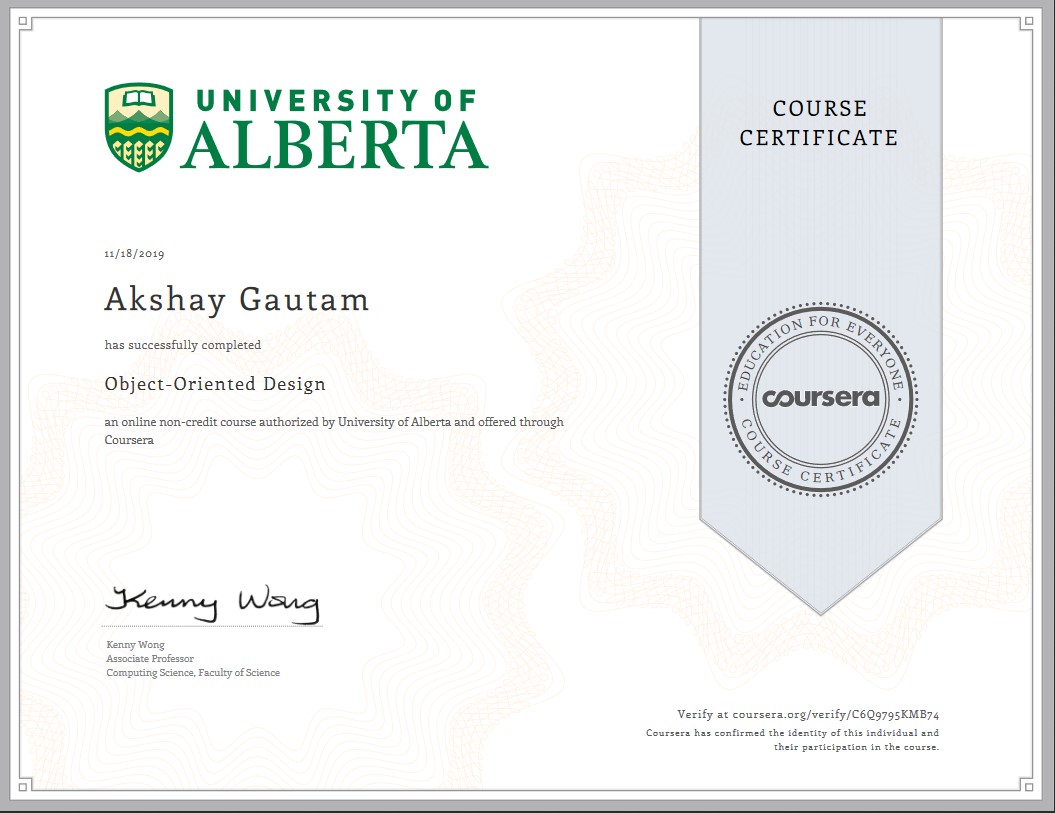 UNIVERSITY OF
ALBERTA
COURSE
CERTIFICATE
11/18/2019
Akshay Gautam
has successfully completed
Object-Oriented Design
an online non-credit course authorized by University of Alberta and offered through
Coursera
EDUCATION FOR EVERYONE
coursera
COURSE CERTIFICATE
Kenny Wong
Kenny Wong
Associate Professor
Computing Science, Faculty of Science
Verify at coursera.org/verify/C6Q9795KMB74
Coursera has confirmed the identity of this individual and
their participation in the course.